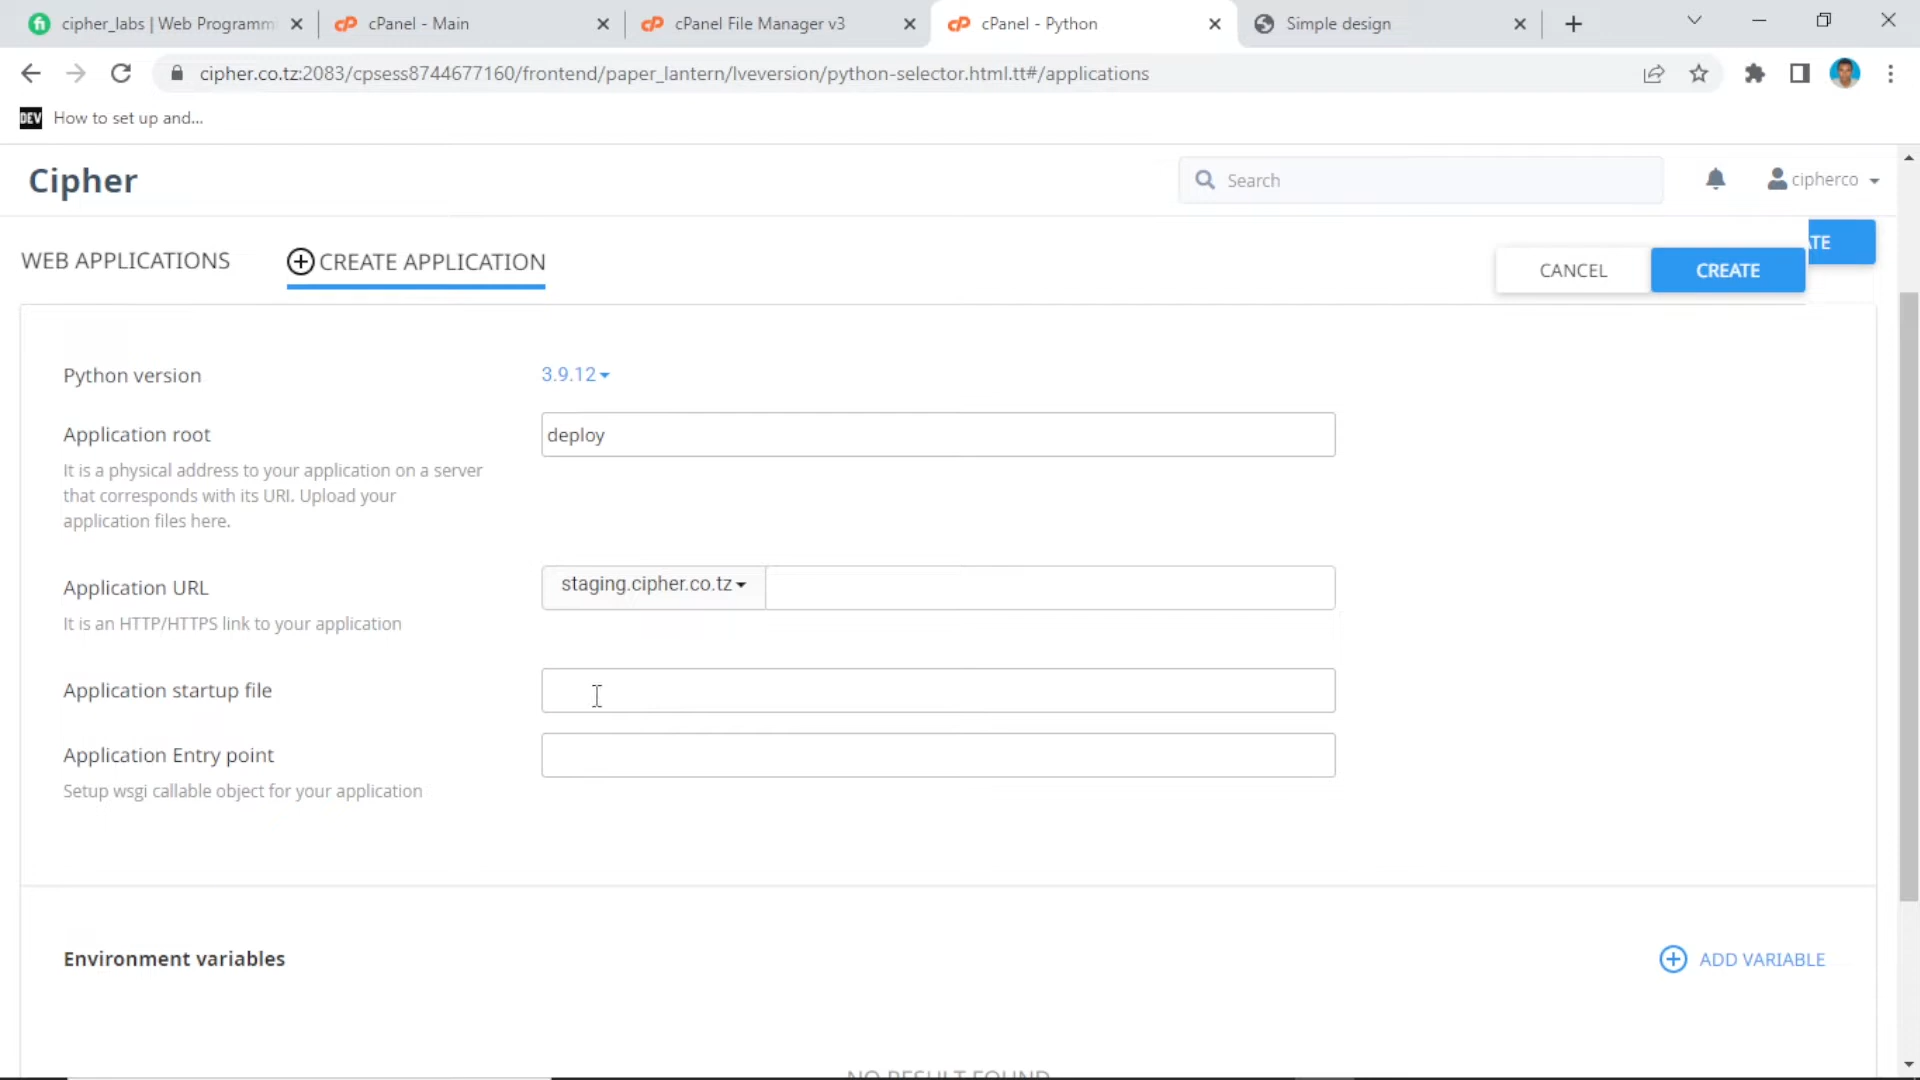 cipher_labs | Web Programm
cPanel - Main
cPanel File Manager v3
cPanel - Python
Simple design
cipher.co.tz:2083/cpsess8744677160/frontend/paper_lantern/lveversion/python-selector.html.tt#/applications
DEV How to set up and...
Cipher
Search
cipherco
WEB APPLICATIONS
CREATE APPLICATION
CANCEL
CREATE
TE
Python version
3.9.12
Application root
deploy
It is a physical address to your application on a server
that corresponds with its URI. Upload your
application files here.
Application URL
staging.cipher.co.tz
It is an HTTP/HTTPS link to your application
Application startup file
Application Entry point
Setup wsgi callable object for your application
Environment variables
ADD VARIABLE
NO RESULT FOUND